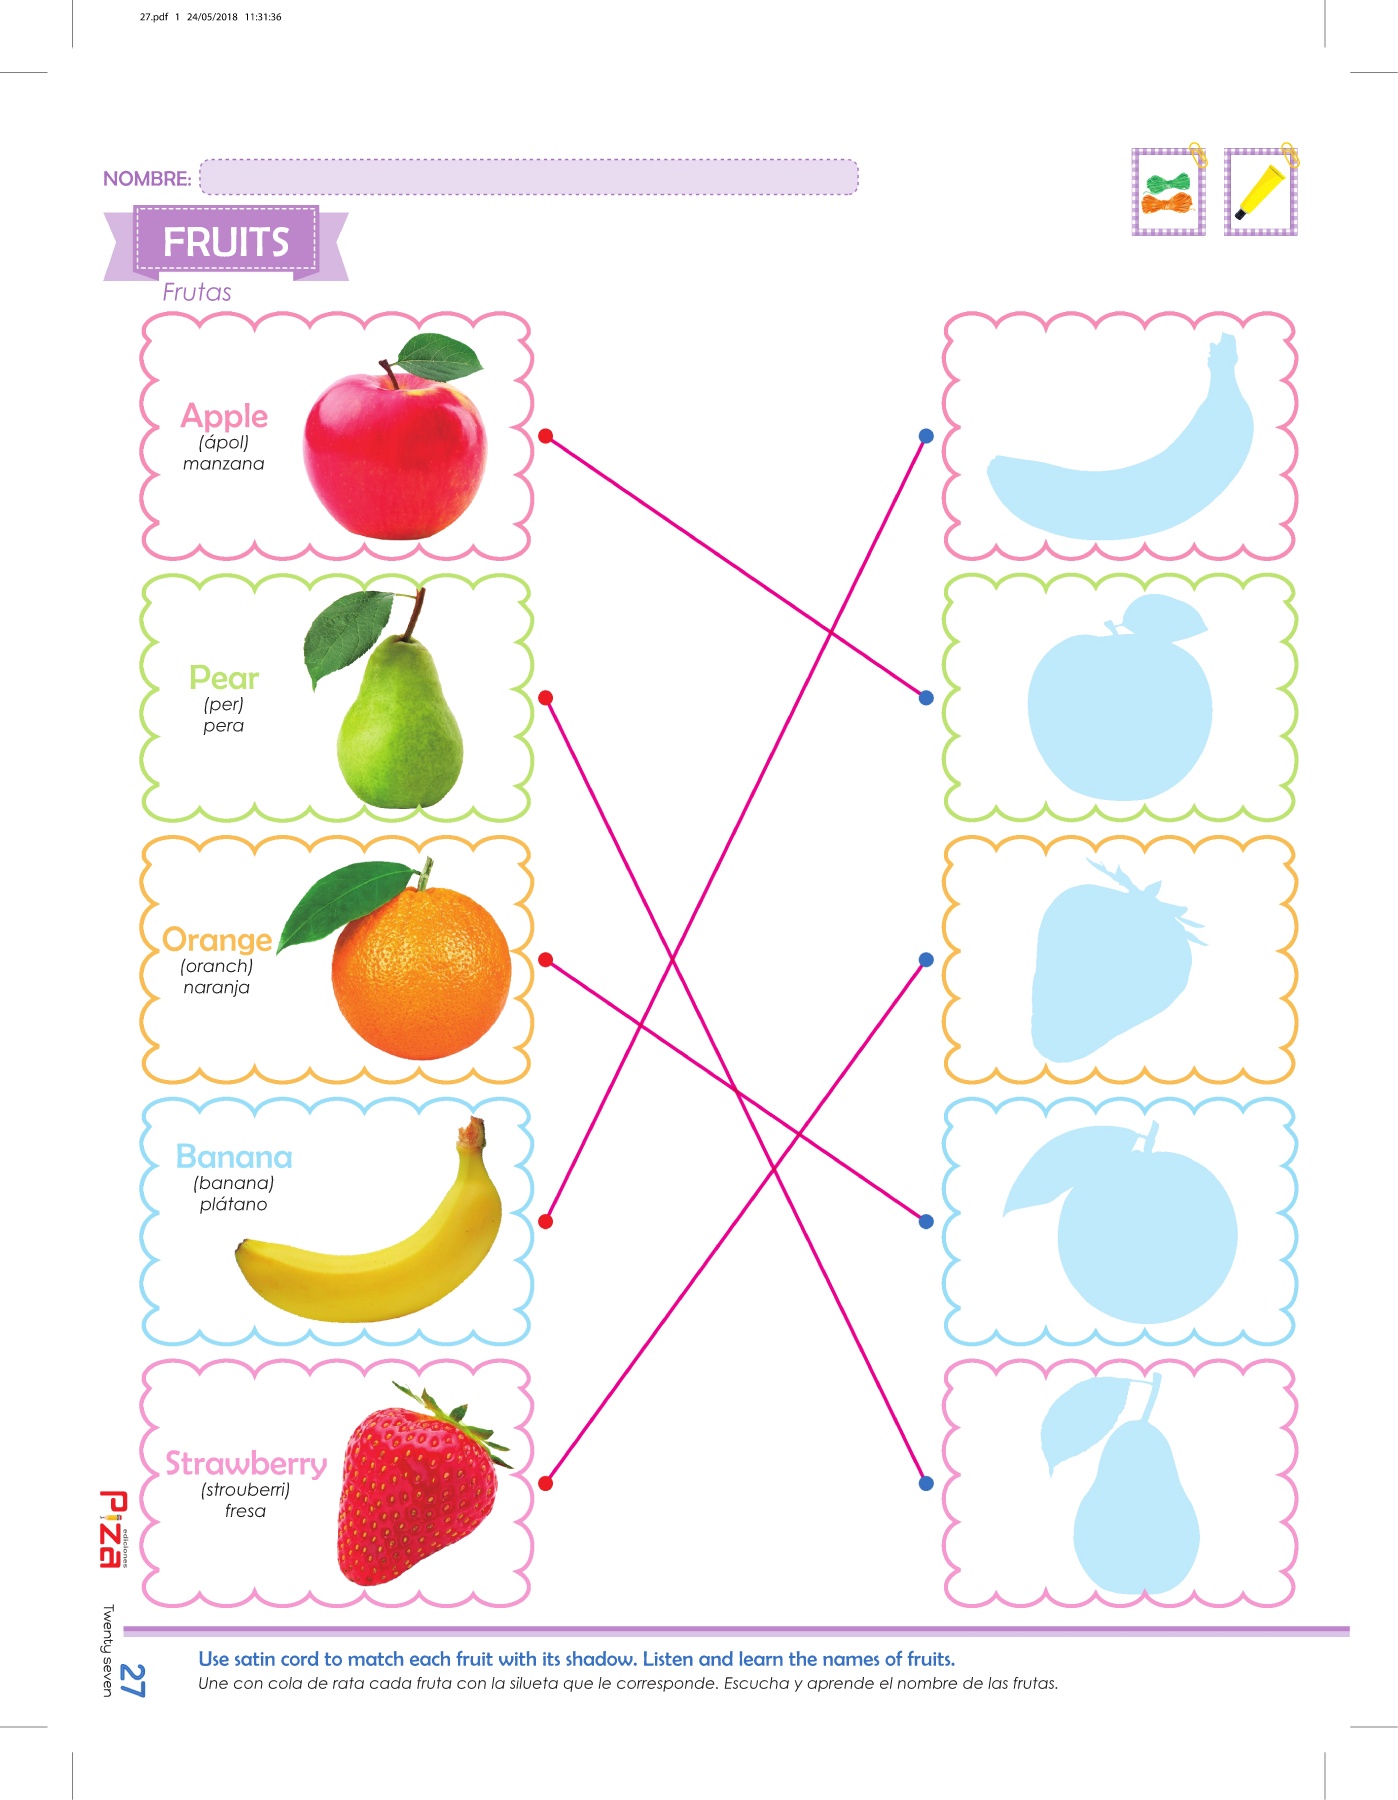 27.pdf 1 24/05/2018 11:31:36
NOMBRE:
FRUITS
Frutas
Apple
(ápol)
manzana
Pear
(per)
pera
Orange
(oranch)
naranja
Banana
(banana)
plátano
Strawberry
(strouberri)
fresa
Piza
ediciones
Twenty seven
27
Use satin cord to match each fruit with its shadow. Listen and learn the names of fruits.
Une con cola de rata cada fruta con la silueta que le corresponde. Escucha y aprende el nombre de las frutas.